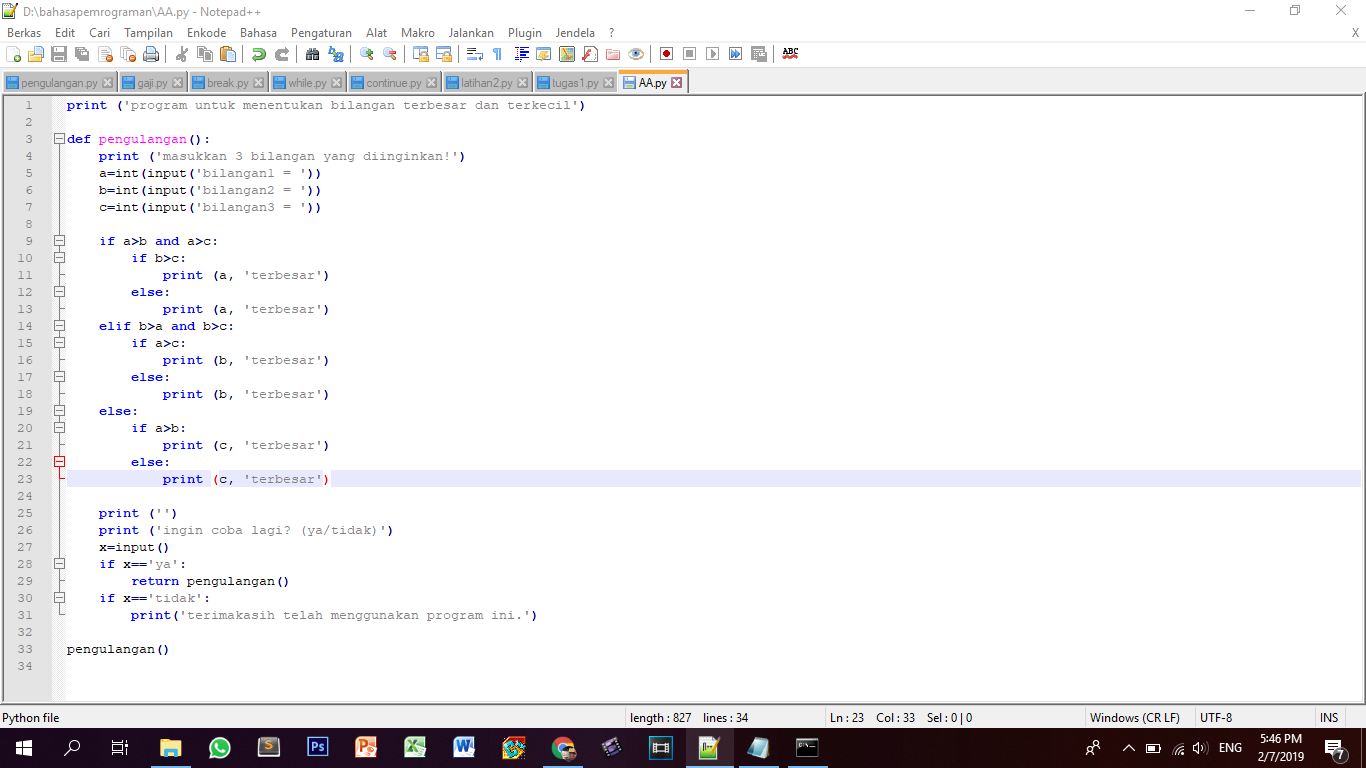 D:\bahasapemrograman\AA.py - Notepad++
Berkas Edit Cari Tampilan Enkode Bahasa Pengaturan Alat Makro Jalankan Plugin Jendela ? X
ABC
pengulangan.py gaji.py break.py while.py continue.py latihan2.py tugas1.py AA.py
1 print ('program untuk menentukan bilangan terbesar dan terkecil')
2
3 def pengulangan():
4     print ('masukkan 3 bilangan yang diinginkan!')
5     a=int(input('bilangan1 = '))
6     b=int(input('bilangan2 = '))
7     c=int(input('bilangan3 = '))
8
9     if a>b and a>c:
10         if b>c:
11             print (a, 'terbesar')
12         else:
13             print (a, 'terbesar')
14     elif b>a and b>c:
15         if a>c:
16             print (b, 'terbesar')
17         else:
18             print (b, 'terbesar')
19     else:
20         if a>b:
21             print (c, 'terbesar')
22         else:
23             print (c, 'terbesar')
24
25     print ('')
26     print ('ingin coba lagi? (ya/tidak)')
27     x=input()
28     if x=='ya':
29         return pengulangan()
30     if x=='tidak':
31         print('terimakasih telah menggunakan program ini.')
32
33 pengulangan()
34
Python file length : 827 lines : 34 Ln : 23 Col : 33 Sel : 0 | 0 Windows (CR LF) UTF-8 INS
ENG 5:46 PM
2/7/2019 7